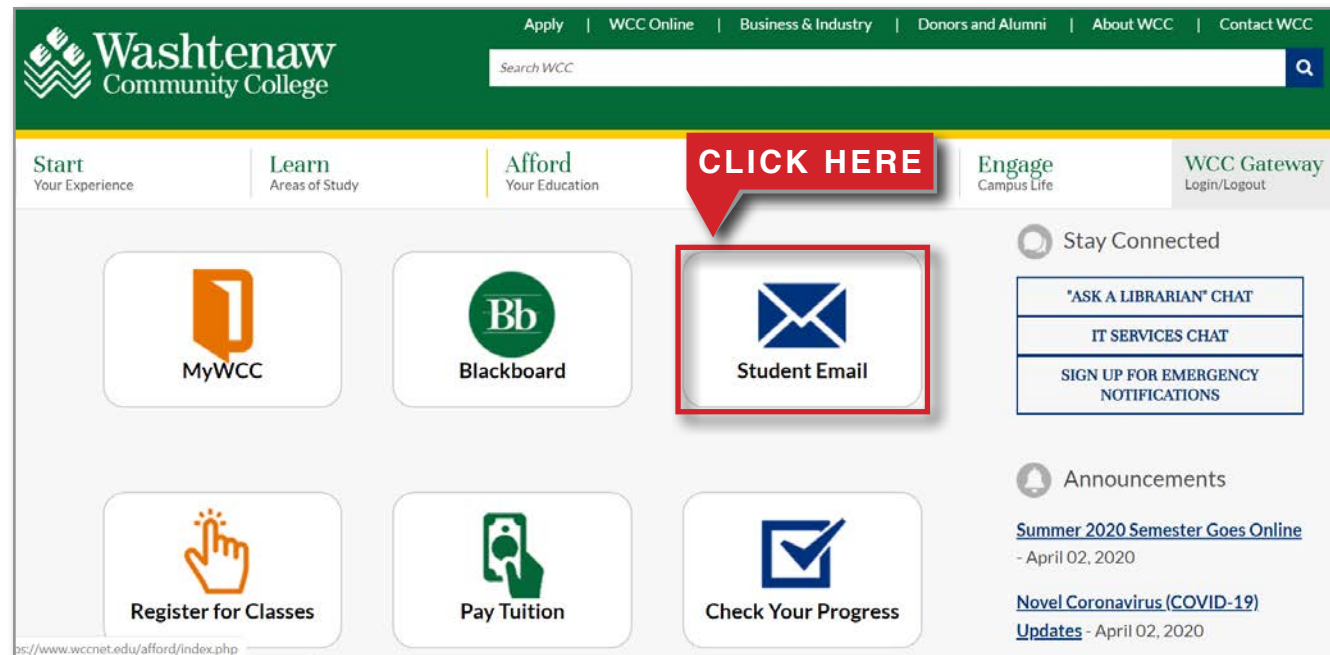 Apply | WCC Online | Business & Industry | Donors and Alumni | About WCC | Contact WCC
Washtenaw
Community College
Search WCC
Start
Your Experience
Learn
Areas of Study
Afford
Your Education
CLICK HERE
Engage
Campus Life
WCC Gateway
Login/Logout
MyWCC
Bb
Blackboard
Student Email
Stay Connected
"ASK A LIBRARIAN" CHAT
IT SERVICES CHAT
SIGN UP FOR EMERGENCY
NOTIFICATIONS
Register for Classes
Pay Tuition
Check Your Progress
Announcements
Summer 2020 Semester Goes Online
- April 02, 2020
Novel Coronavirus (COVID-19)
Updates - April 02, 2020
ps://www.wccnet.edu/afford/index.php